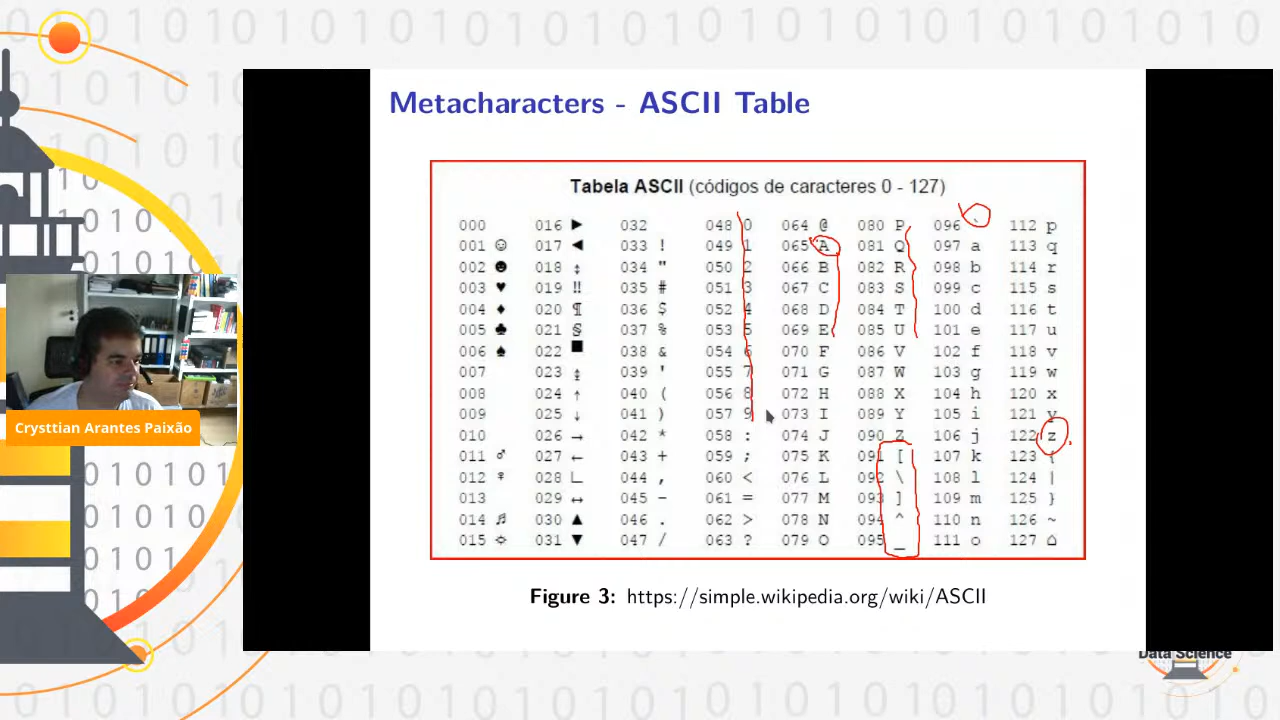 Metacharacters - ASCII Table
Tabela ASCII (códigos de caracteres 0 - 127)
000 016 ► 032 048 0 064 @ 080 P 096 ` 112 p
001 ☺ 017 ◄ 033 ! 049 1 065 A 081 Q 097 a 113 q
002 ☻ 018 ↕ 034 " 050 2 066 B 082 R 098 b 114 r
003 ♥ 019 ‼ 035 # 051 3 067 C 083 S 099 c 115 s
004 ♦ 020 ¶ 036 $ 052 4 068 D 084 T 100 d 116 t
005 ♣ 021 § 037 % 053 5 069 E 085 U 101 e 117 u
006 ♠ 022 ■ 038 & 054 6 070 F 086 V 102 f 118 v
007 023 ↨ 039 ' 055 7 071 G 087 W 103 g 119 w
008 024 ↑ 040 ( 056 8 072 H 088 X 104 h 120 x
009 025 ↓ 041 ) 057 9 073 I 089 Y 105 i 121 y
010 026 → 042 * 058 : 074 J 090 Z 106 j 122 z
011 ♂ 027 ← 043 + 059 ; 075 K 091 [ 107 k 123 {
012 ♀ 028 ∟ 044 , 060 < 076 L 092 \ 108 l 124 |
013 029 ↔ 045 - 061 = 077 M 093 ] 109 m 125 }
014 ♬ 030 ▲ 046 . 062 > 078 N 094 ^ 110 n 126 ~
015 ☼ 031 ▼ 047 / 063 ? 079 O 095 _ 111 o 127 ⌂
Figure 3: https://simple.wikipedia.org/wiki/ASCII
Crysttian Arantes Paixão
Data Science